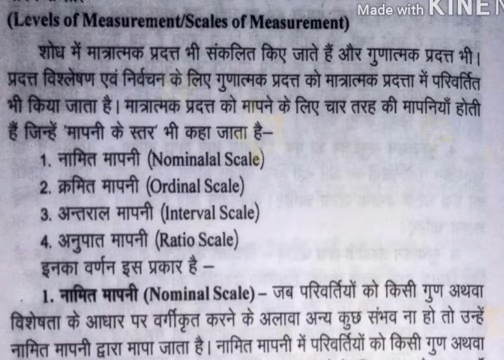 Made with KINE
(Levels of Measurement/Scales of Measurement)
शोध में मात्रात्मक प्रदत्त भी संकलित किए जाते हैं और गुणात्मक प्रदत्त भी।
प्रदत्त विश्लेषण एवं निर्वचन के लिए गुणात्मक प्रदत्त को मात्रात्मक प्रदत्ता में परिवर्तित
भी किया जाता है। मात्रात्मक प्रदत्त को मापने के लिए चार तरह की मापनियाँ होती
हैं जिन्हें 'मापनी के स्तर' भी कहा जाता है–
1. नामित मापनी (Nominalal Scale)
2. क्रमित मापनी (Ordinal Scale)
3. अन्तराल मापनी (Interval Scale)
4. अनुपात मापनी (Ratio Scale)
इनका वर्णन इस प्रकार है –
1. नामित मापनी (Nominal Scale) – जब परिवर्तियों को किसी गुण अथवा
विशेषता के आधार पर वर्गीकृत करने के अलावा अन्य कुछ संभव ना हो तो उन्हें
नामित मापनी द्वारा मापा जाता है। नामित मापनी में परिवर्तियों को किसी गुण अथवा